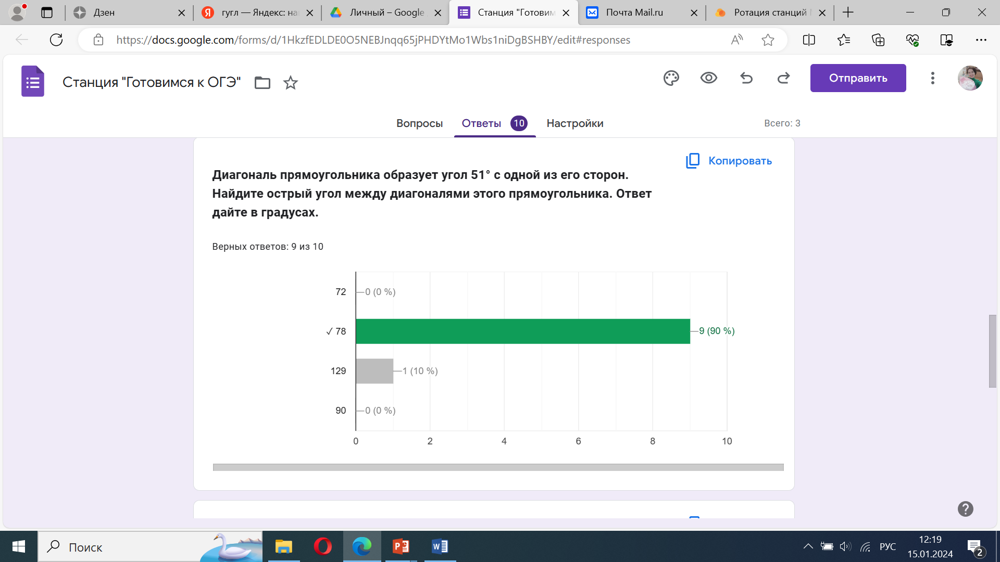 Дзен
гугл — Яндекс: на
Личный – Google
Станция "Готовим
Почта Mail.ru
Ротация станций
https://docs.google.com/forms/d/1HkzfEDLDE0O5NEBJnqq65jPHDYtMo1Wbs1niDgBSHBY/edit#responses
Станция "Готовимся к ОГЭ"
Отправить
Вопросы
Ответы 10
Настройки
Всего: 3
Копировать
Диагональ прямоугольника образует угол 51° с одной из его сторон.
Найдите острый угол между диагоналями этого прямоугольника. Ответ
дайте в градусах.
Верных ответов: 9 из 10
72
0 (0 %)
✓ 78
9 (90 %)
129
1 (10 %)
90
0 (0 %)
0 2 4 6 8 10
Поиск
РУС
12:19
15.01.2024
2